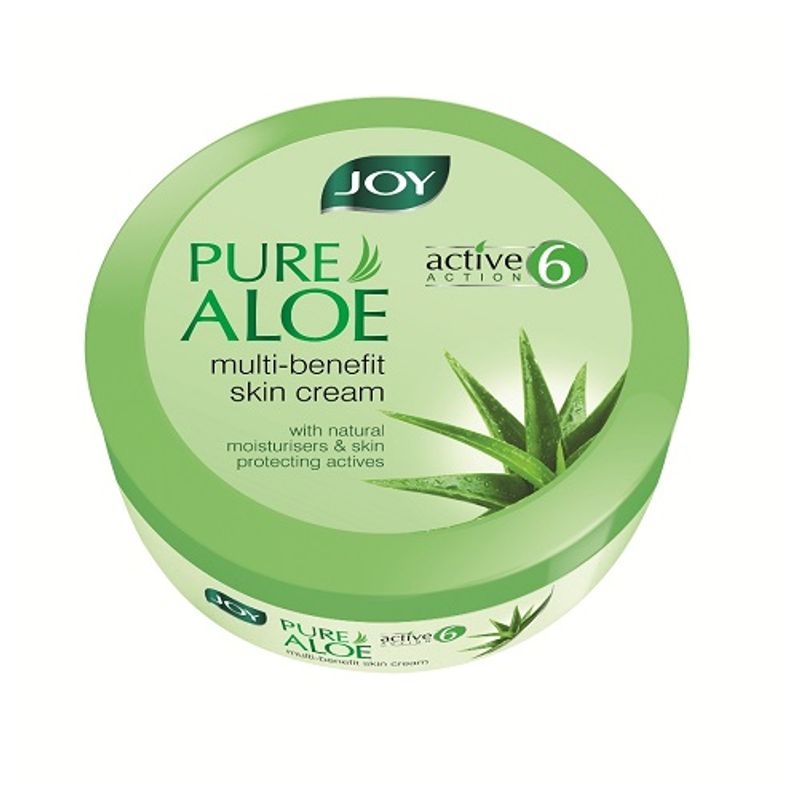 JOY
PURE
ALOE
active 6
ACTION
multi-benefit
skin cream
with natural
moisturisers & skin
protecting actives
JOY
PURE
ALOE
active 6
ACTION
multi-benefit skin cream